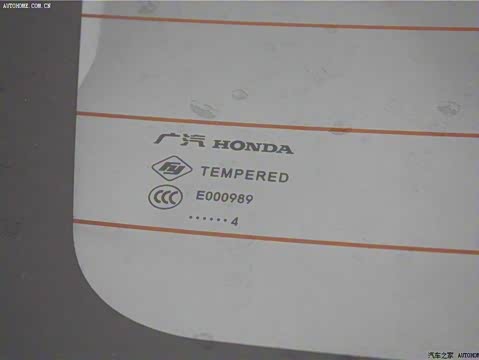 AUTOHOME.COM.CN
广汽 HONDA
TEMPERED
CCC E000989
......4
汽车之家 AUTOHOME